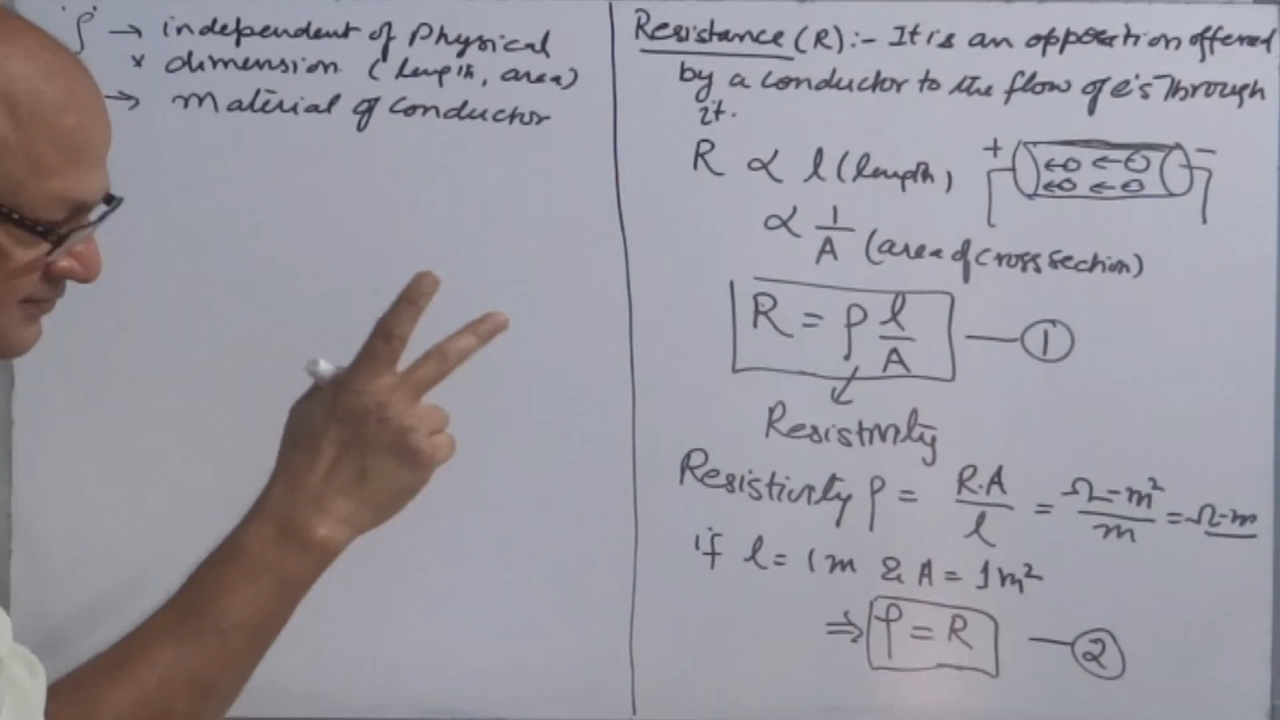 'ρ' → independent of Physical
× dimension (length, area)
→ Material of conductor
Resistance (R) :- It is an opposition offered
by a conductor to the flow of e's Through
it.
R ∝ l (length)
+ −
∝ 1/A (area of cross section)
R = ρ l/A — ①
Resistivity
Resistivity ρ = R.A/l = Ω-m²/m = Ω-m
if l = 1m & A = 1m²
⇒ ρ = R — ②